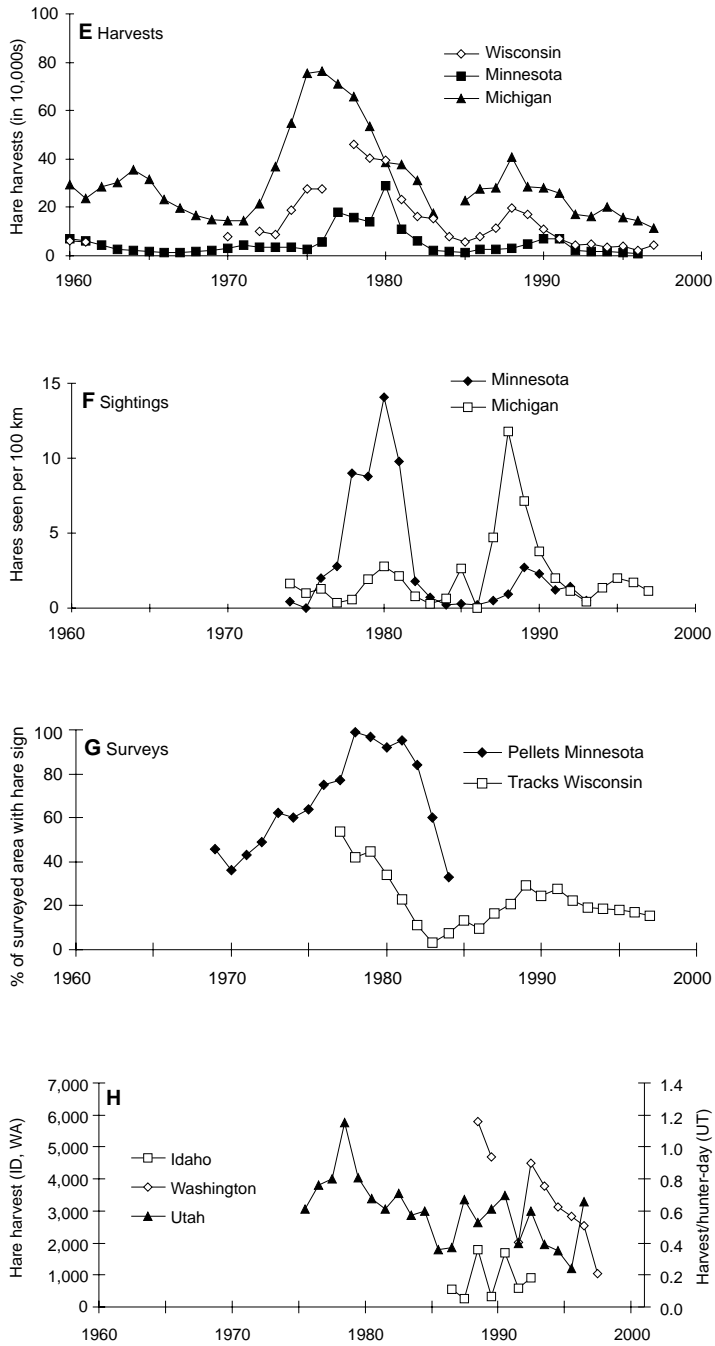 E Harvests
Hare harvests (in 10,000s)
100
80
60
40
20
0
Wisconsin
Minnesota
Michigan
1960
1970
1980
1990
2000
F Sightings
Hares seen per 100 km
15
10
5
0
Minnesota
Michigan
1960
1970
1980
1990
2000
G Surveys
% of surveyed area with hare sign
100
80
60
40
20
0
Pellets Minnesota
Tracks Wisconsin
1960
1970
1980
1990
2000
H
Hare harvest (ID, WA)
7,000
6,000
5,000
4,000
3,000
2,000
1,000
0
Idaho
Washington
Utah
1.4
1.2
1.0
0.8
0.6
0.4
0.2
0.0
Harvest/hunter-day (UT)
1960
1970
1980
1990
2000